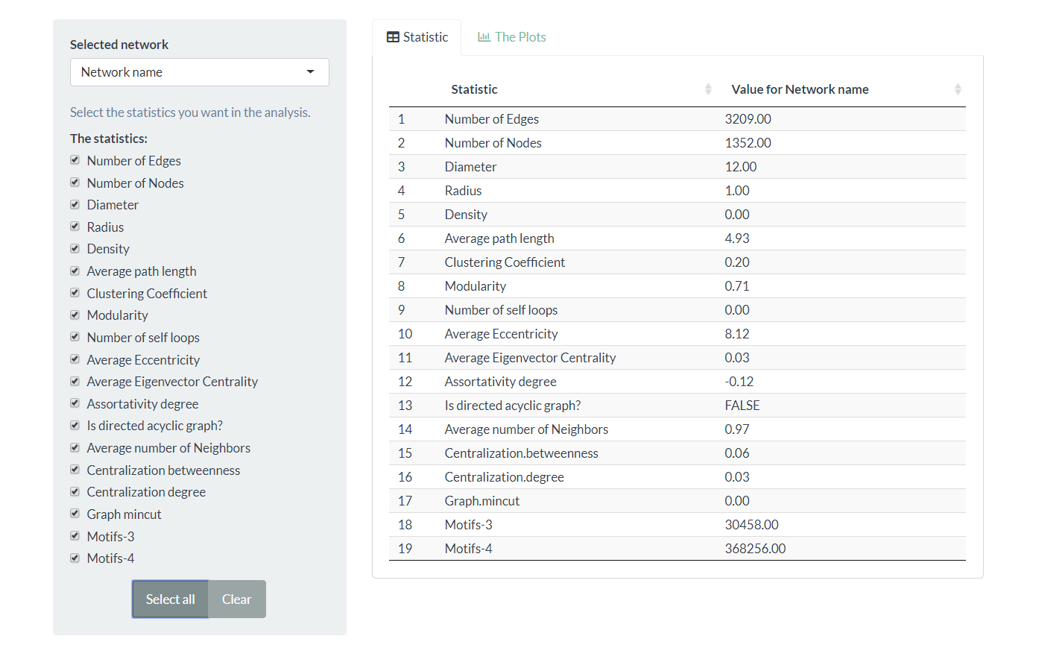 Selected network
Network name
Select the statistics you want in the analysis.
The statistics:
Number of Edges
Number of Nodes
Diameter
Radius
Density
Average path length
Clustering Coefficient
Modularity
Number of self loops
Average Eccentricity
Average Eigenvector Centrality
Assortativity degree
Is directed acyclic graph?
Average number of Neighbors
Centralization betweenness
Centralization degree
Graph mincut
Motifs-3
Motifs-4
Select all Clear
Statistic The Plots
Statistic Value for Network name
1 Number of Edges 3209.00
2 Number of Nodes 1352.00
3 Diameter 12.00
4 Radius 1.00
5 Density 0.00
6 Average path length 4.93
7 Clustering Coefficient 0.20
8 Modularity 0.71
9 Number of self loops 0.00
10 Average Eccentricity 8.12
11 Average Eigenvector Centrality 0.03
12 Assortativity degree -0.12
13 Is directed acyclic graph? FALSE
14 Average number of Neighbors 0.97
15 Centralization.betweenness 0.06
16 Centralization.degree 0.03
17 Graph.mincut 0.00
18 Motifs-3 30458.00
19 Motifs-4 368256.00